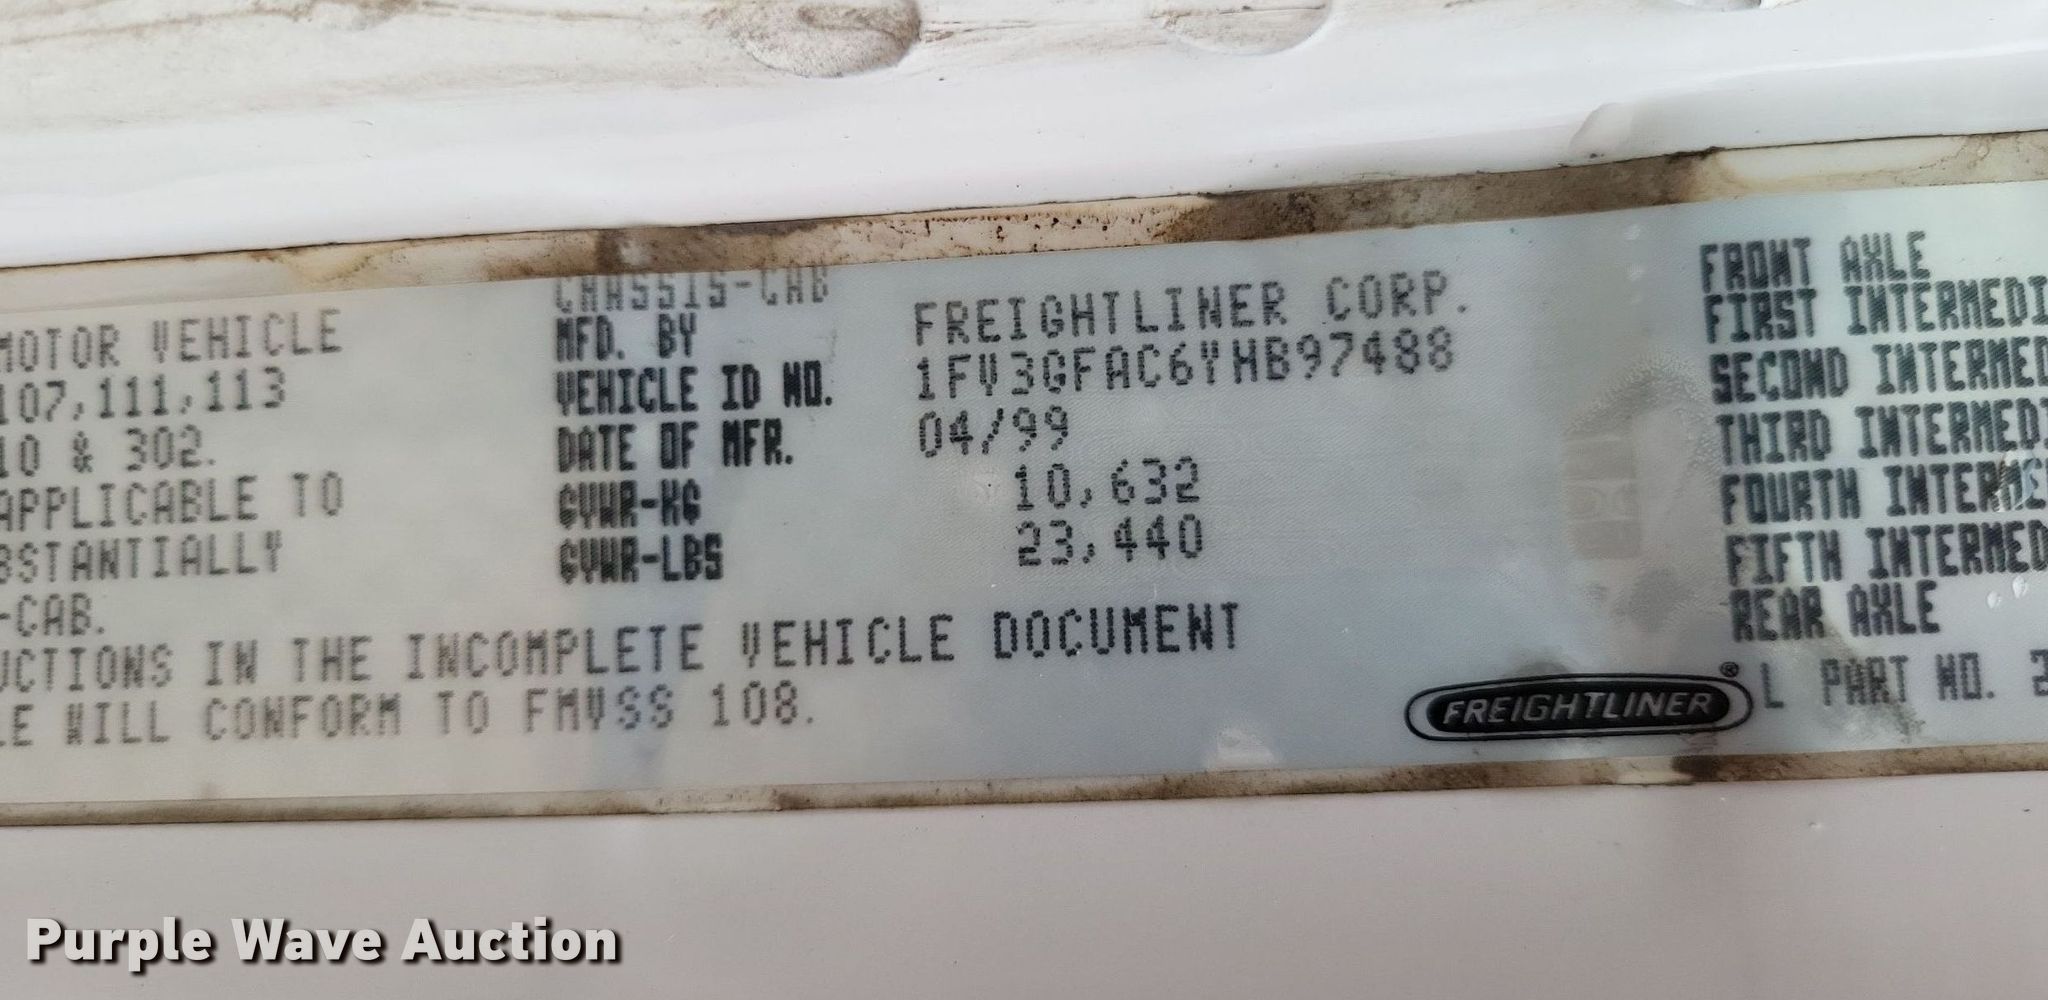 MOTOR VEHICLE
107,111,113
10 & 302.
APPLICABLE TO
BSTANTIALLY
-CAB.
UCTIONS IN THE INCOMPLETE VEHICLE DOCUMENT
LE WILL CONFORM TO FMVSS 108.
CHASSIS-CAB
MFD. BY FREIGHTLINER CORP.
VEHICLE ID NO. 1FV3GFAC6YHB97488
DATE OF MFR. 04/99
GVWR-KG 10,632
GVWR-LBS 23,440
FRONT AXLE
FIRST INTERMEDI
SECOND INTERMED
THIRD INTERMEDI
FOURTH INTERME
FIFTH INTERMED
REAR AXLE
FREIGHTLINER® L PART NO. 2
Purple Wave Auction